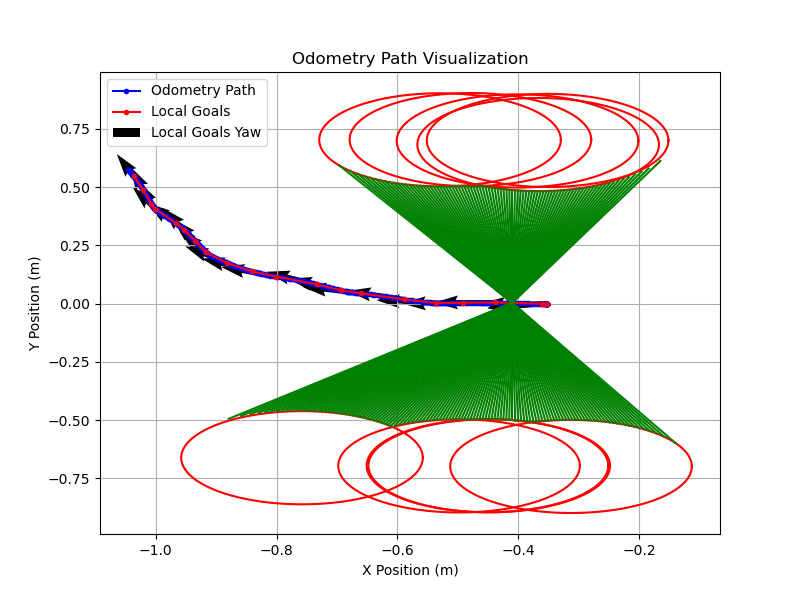 Odometry Path Visualization
Odometry Path
Local Goals
Local Goals Yaw
0.75
0.50
0.25
0.00
−0.25
−0.50
−0.75
Y Position (m)
−1.0 −0.8 −0.6 −0.4 −0.2
X Position (m)